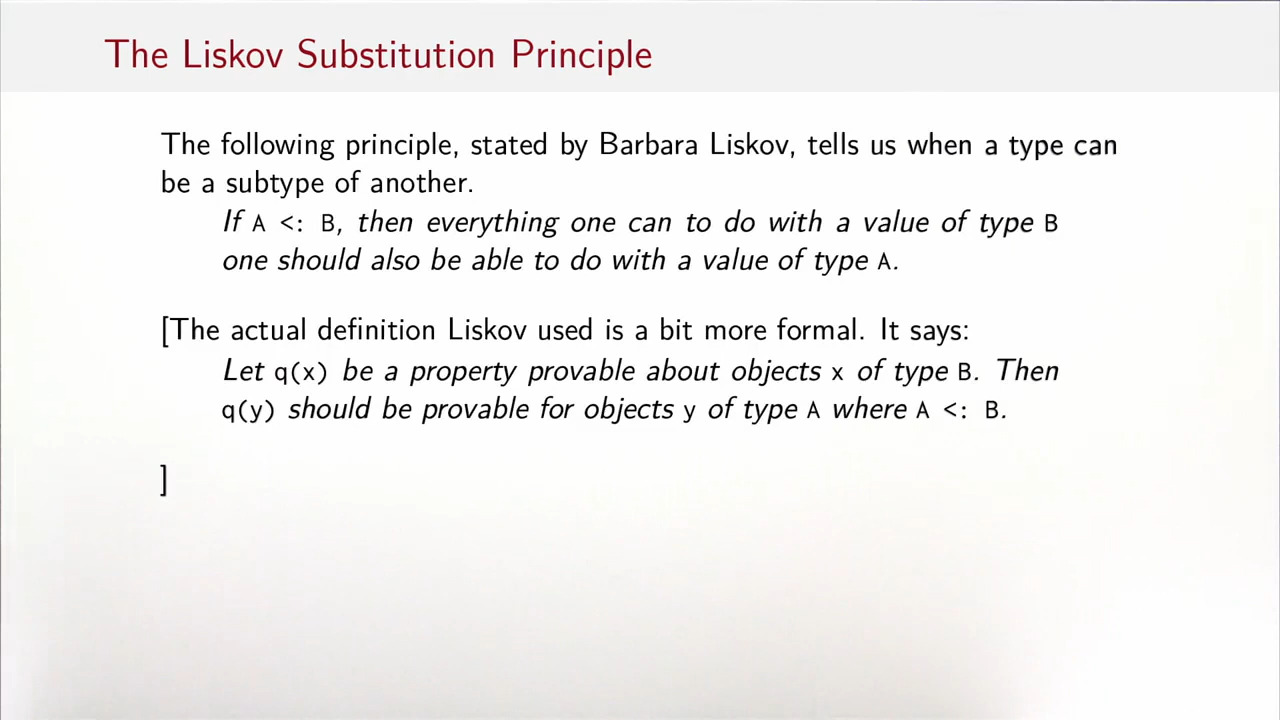 The Liskov Substitution Principle
The following principle, stated by Barbara Liskov, tells us when a type can
be a subtype of another.
If A <: B, then everything one can to do with a value of type B
one should also be able to do with a value of type A.
[The actual definition Liskov used is a bit more formal. It says:
Let q(x) be a property provable about objects x of type B. Then
q(y) should be provable for objects y of type A where A <: B.
]